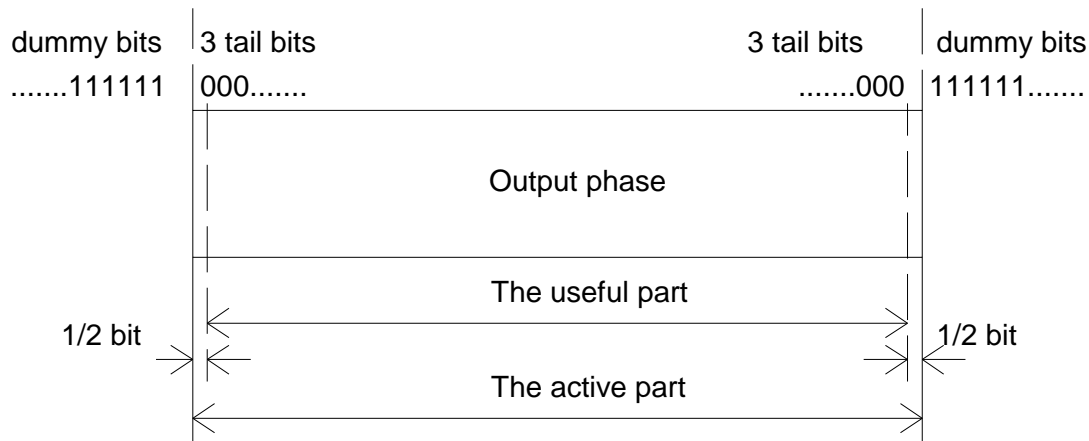 dummy bits 3 tail bits 3 tail bits dummy bits
.......111111 000....... .......000 111111.......
Output phase
The useful part
1/2 bit 1/2 bit
The active part